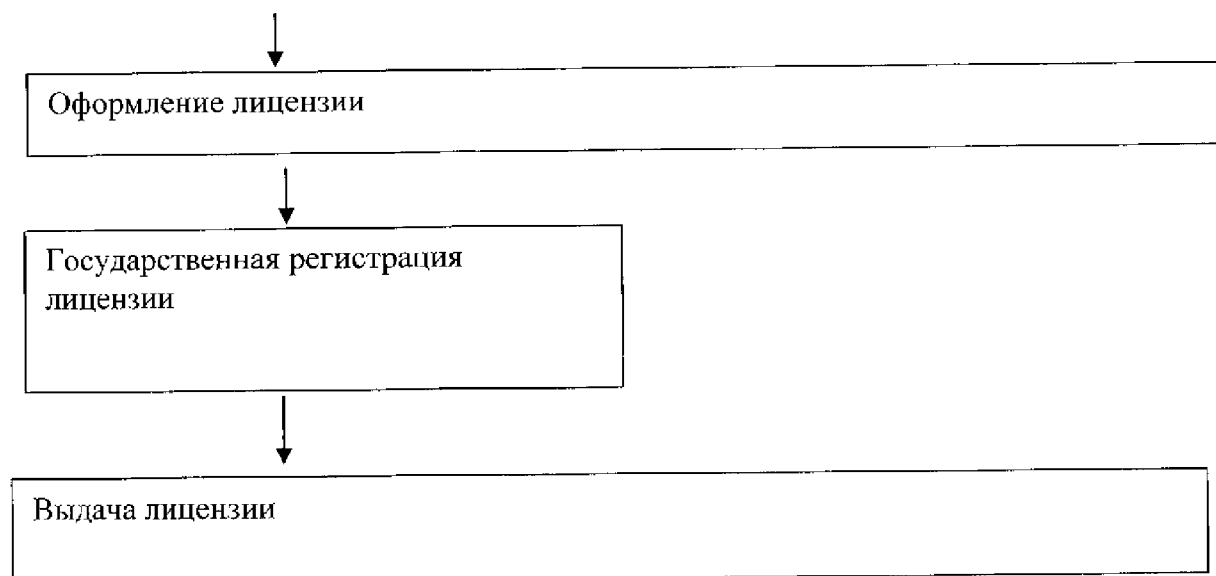 Оформление лицензии
Государственная регистрация
лицензии
Выдача лицензии